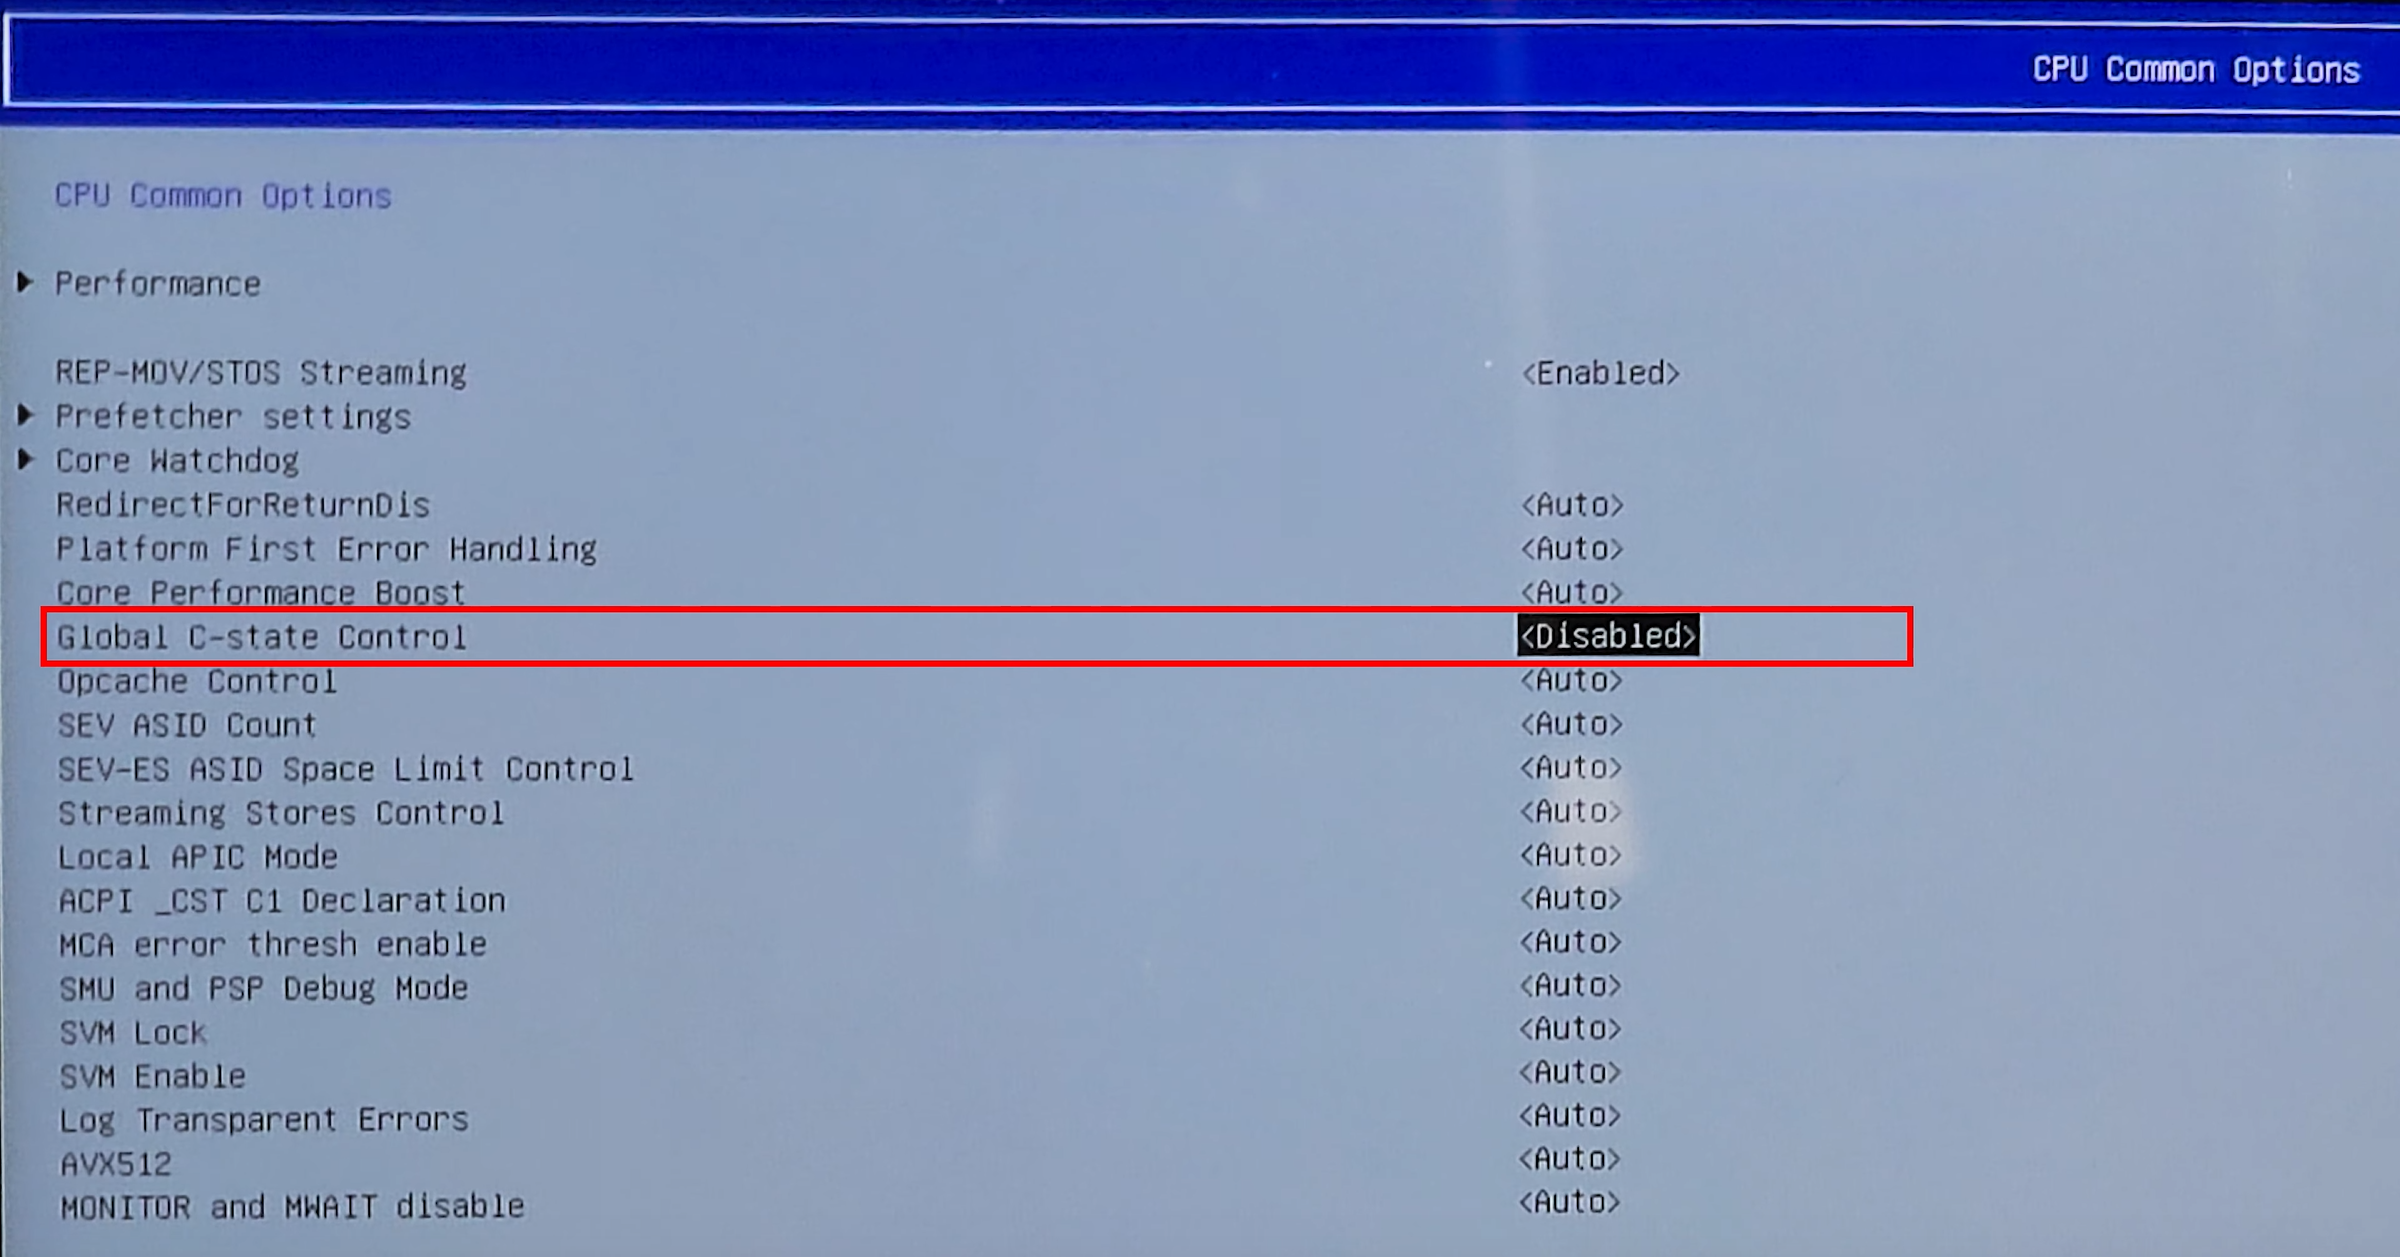 CPU Common Options
CPU Common Options
Performance
REP-MOV/STOS Streaming <Enabled>
Prefetcher settings
Core Watchdog
RedirectForReturnDis <Auto>
Platform First Error Handling <Auto>
Core Performance Boost <Auto>
Global C-state Control <Disabled>
Opcache Control <Auto>
SEV ASID Count <Auto>
SEV-ES ASID Space Limit Control <Auto>
Streaming Stores Control <Auto>
Local APIC Mode <Auto>
ACPI _CST C1 Declaration <Auto>
MCA error thresh enable <Auto>
SMU and PSP Debug Mode <Auto>
SVM Lock <Auto>
SVM Enable <Auto>
Log Transparent Errors <Auto>
AVX512 <Auto>
MONITOR and MWAIT disable <Auto>